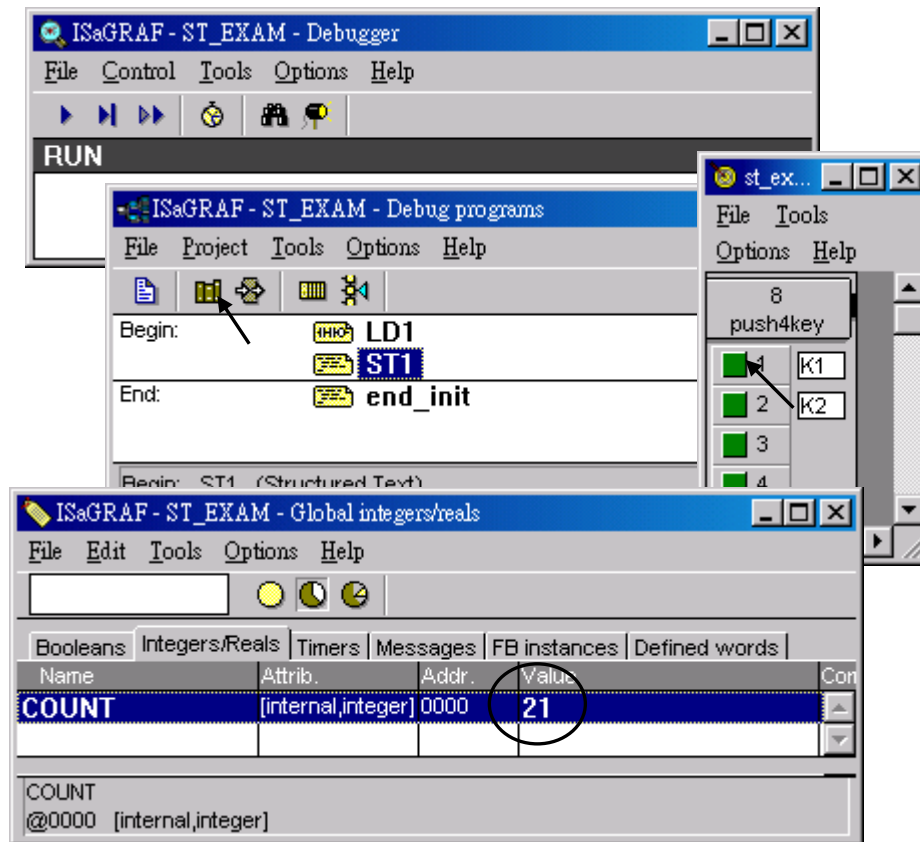 ISaGRAF - ST_EXAM - Debugger
File Control Tools Options Help
RUN
ISaGRAF - ST_EXAM - Debug programs
File Project Tools Options Help
Begin: LD1
ST1
End: end_init
Begin: ST1 (Structured Text)
st_ex...
File Tools
Options Help
8
push4key
1 K1
2 K2
3
4
ISaGRAF - ST_EXAM - Global integers/reals
File Edit Tools Options Help
Booleans Integers/Reals Timers Messages FB instances Defined words
Name Attrib. Addr. Value Com
COUNT [internal,integer] 0000 21
COUNT
@0000 [internal,integer]